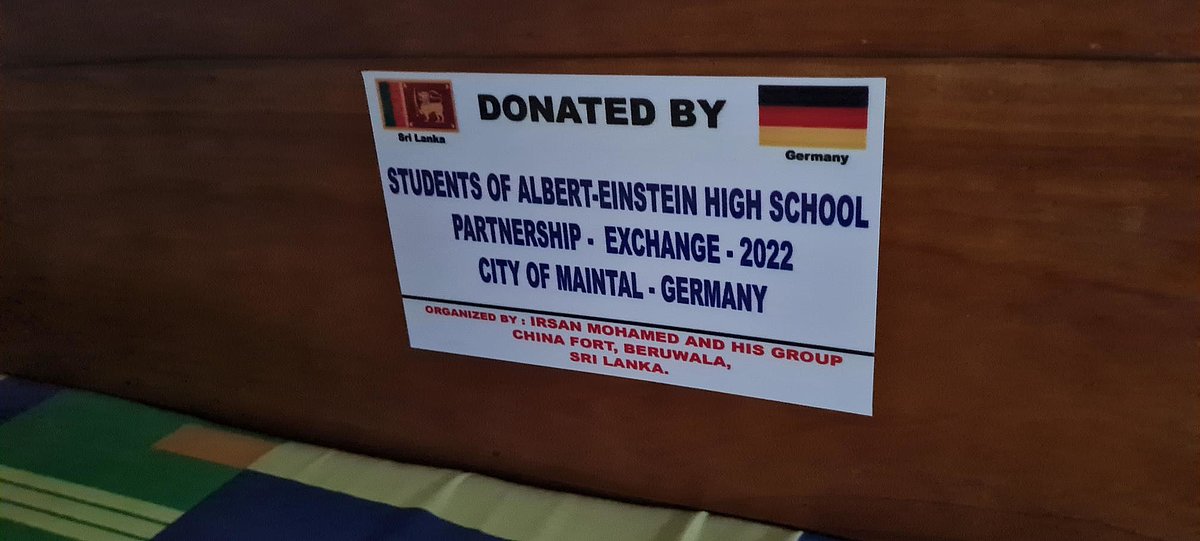 DONATED BY
Sri Lanka
Germany
STUDENTS OF ALBERT-EINSTEIN HIGH SCHOOL
PARTNERSHIP - EXCHANGE - 2022
CITY OF MAINTAL - GERMANY
ORGANIZED BY : IRSAN MOHAMED AND HIS GROUP
CHINA FORT, BERUWALA,
SRI LANKA.